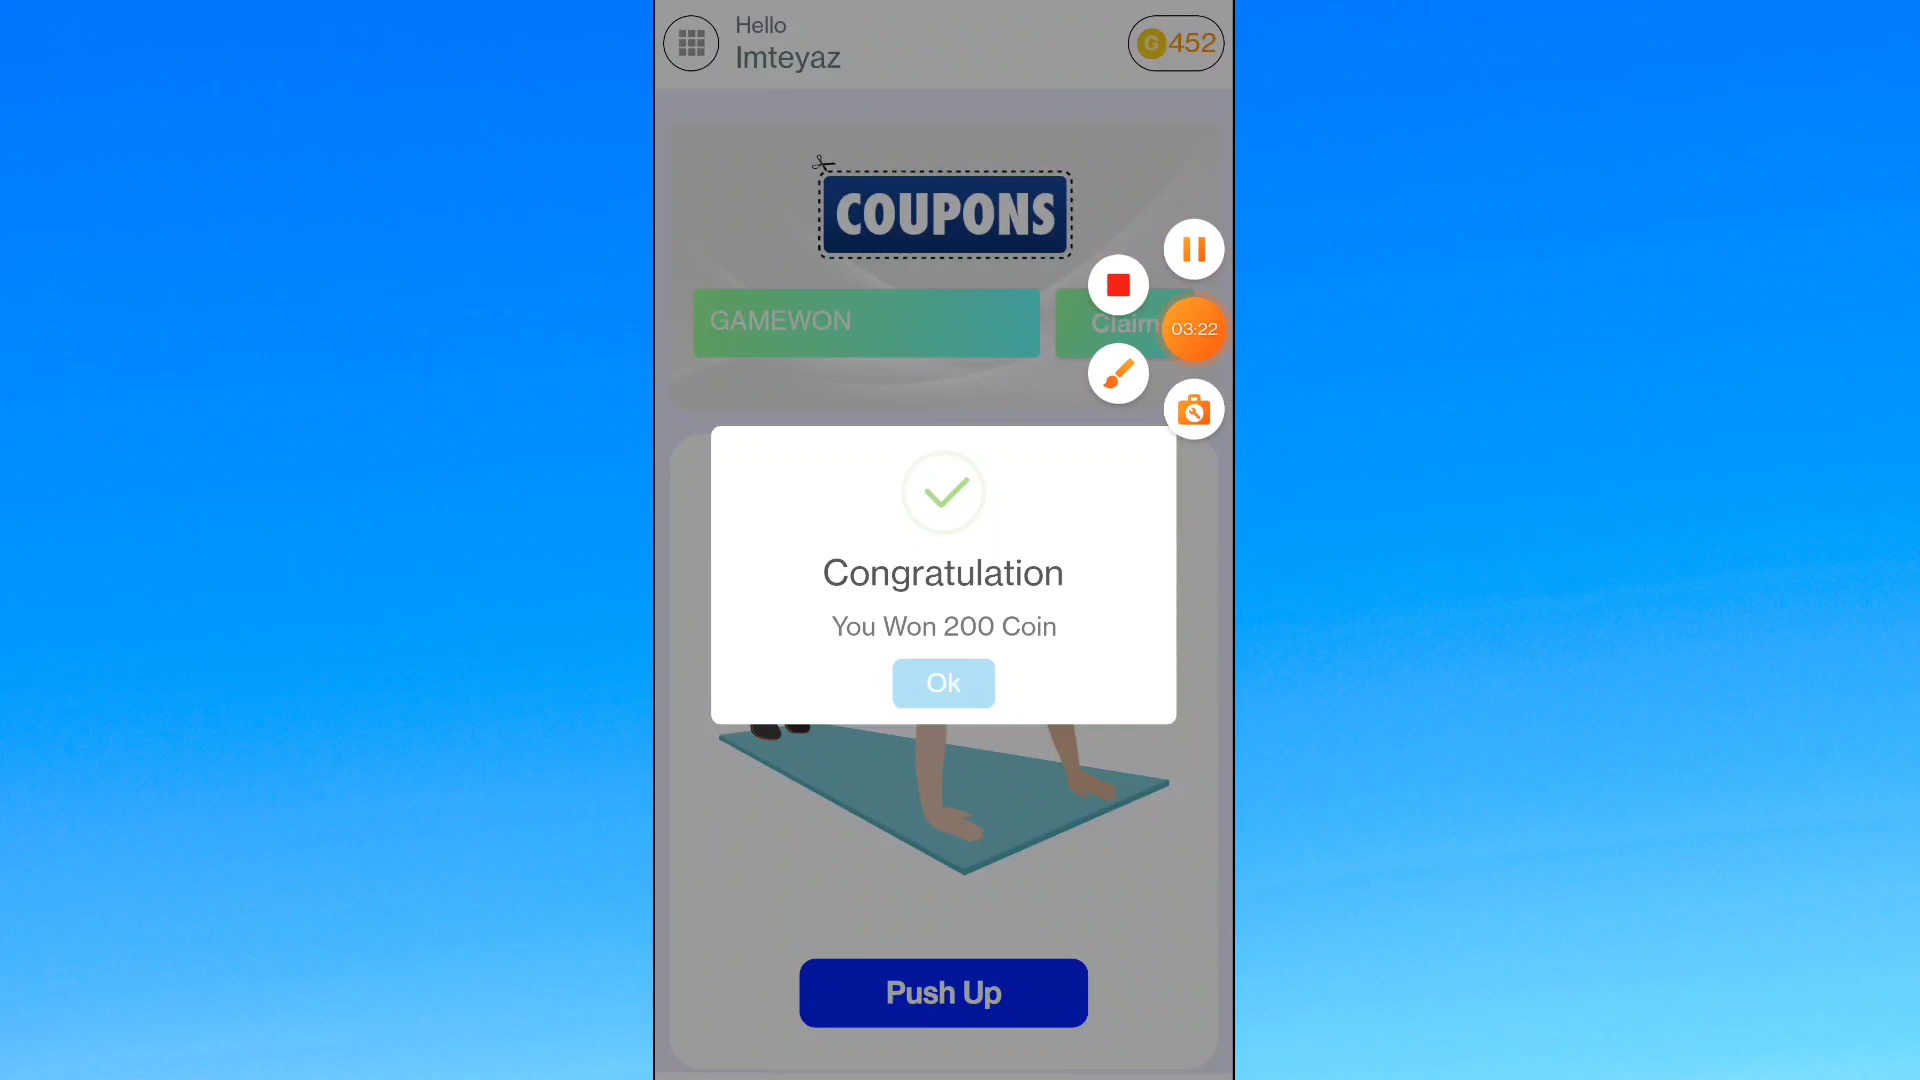 Hello
Imteyaz
G 452
COUPONS
GAMEWON
Claim
03:22
Congratulation
You Won 200 Coin
Ok
Push Up